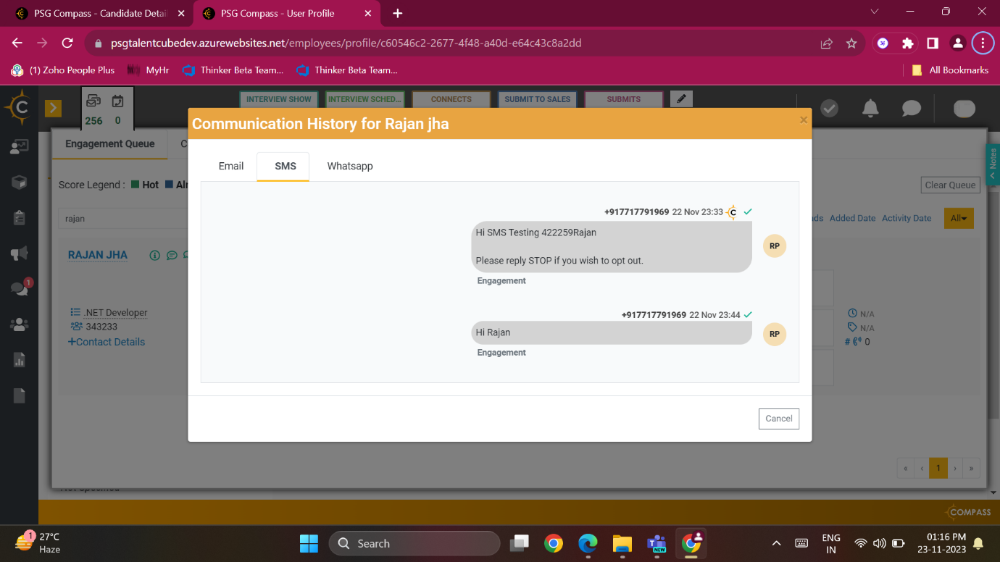 PSG Compass - Candidate Detai
PSG Compass - User Profile
psgtalentcubedev.azurewebsites.net/employees/profile/c60546c2-2677-4f48-a40d-e64c43c8a2dd
(1) Zoho People Plus
MyHr
Thinker Beta Team...
Thinker Beta Team...
All Bookmarks
INTERVIEW SHOW
INTERVIEW SCHED...
CONNECTS
SUBMIT TO SALES
SUBMITS
C
256 0
Communication History for Rajan jha
Engagement Queue
C
Email
SMS
Whatsapp
Notes
Score Legend : Hot Al
Clear Queue
rajan
ds Added Date Activity Date
All
+917717791969 22 Nov 23:33 C
Hi SMS Testing 422259Rajan
Please reply STOP if you wish to opt out.
RP
Engagement
RAJAN JHA
1
.NET Developer
343233
+Contact Details
N/A
N/A
# 0
+917717791969 22 Nov 23:44
Hi Rajan
RP
Engagement
Cancel
« ‹ 1 › »
COMPASS
1
27°C
Haze
Search
NEW
ENG
IN
01:16 PM
23-11-2023